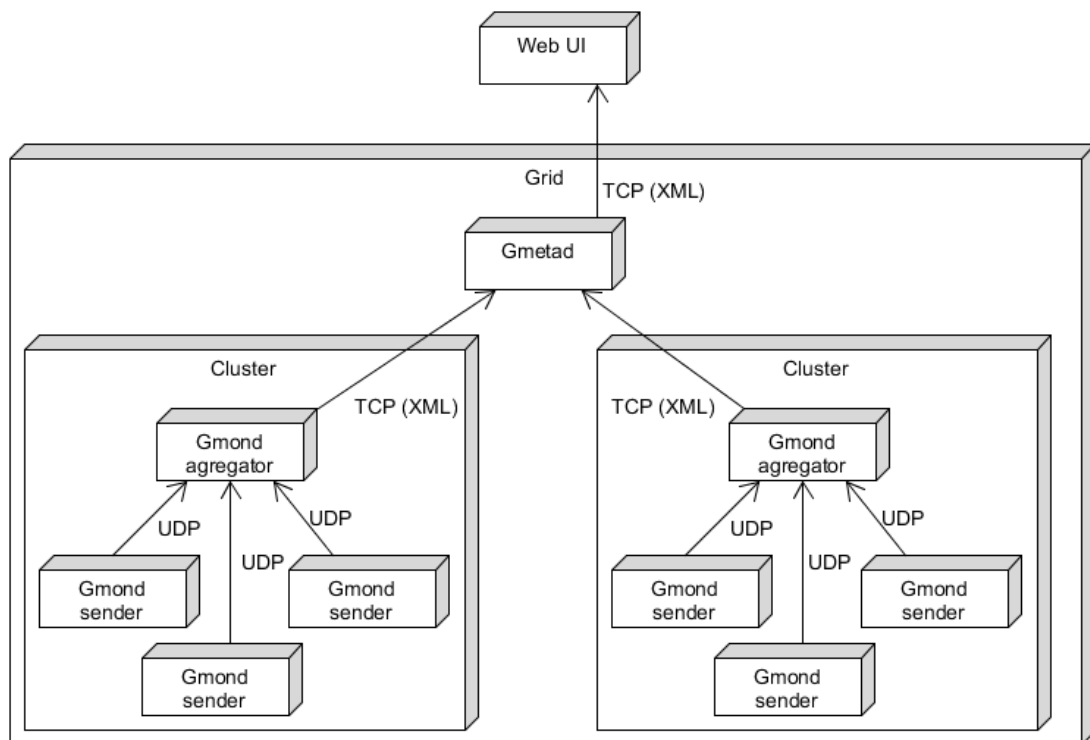 Web UI
Grid
TCP (XML)
Gmetad
Cluster
TCP (XML)
Gmond
agregator
UDP
UDP
UDP
Gmond
sender
Gmond
sender
Gmond
sender
Cluster
TCP (XML)
Gmond
agregator
UDP
UDP
UDP
Gmond
sender
Gmond
sender
Gmond
sender